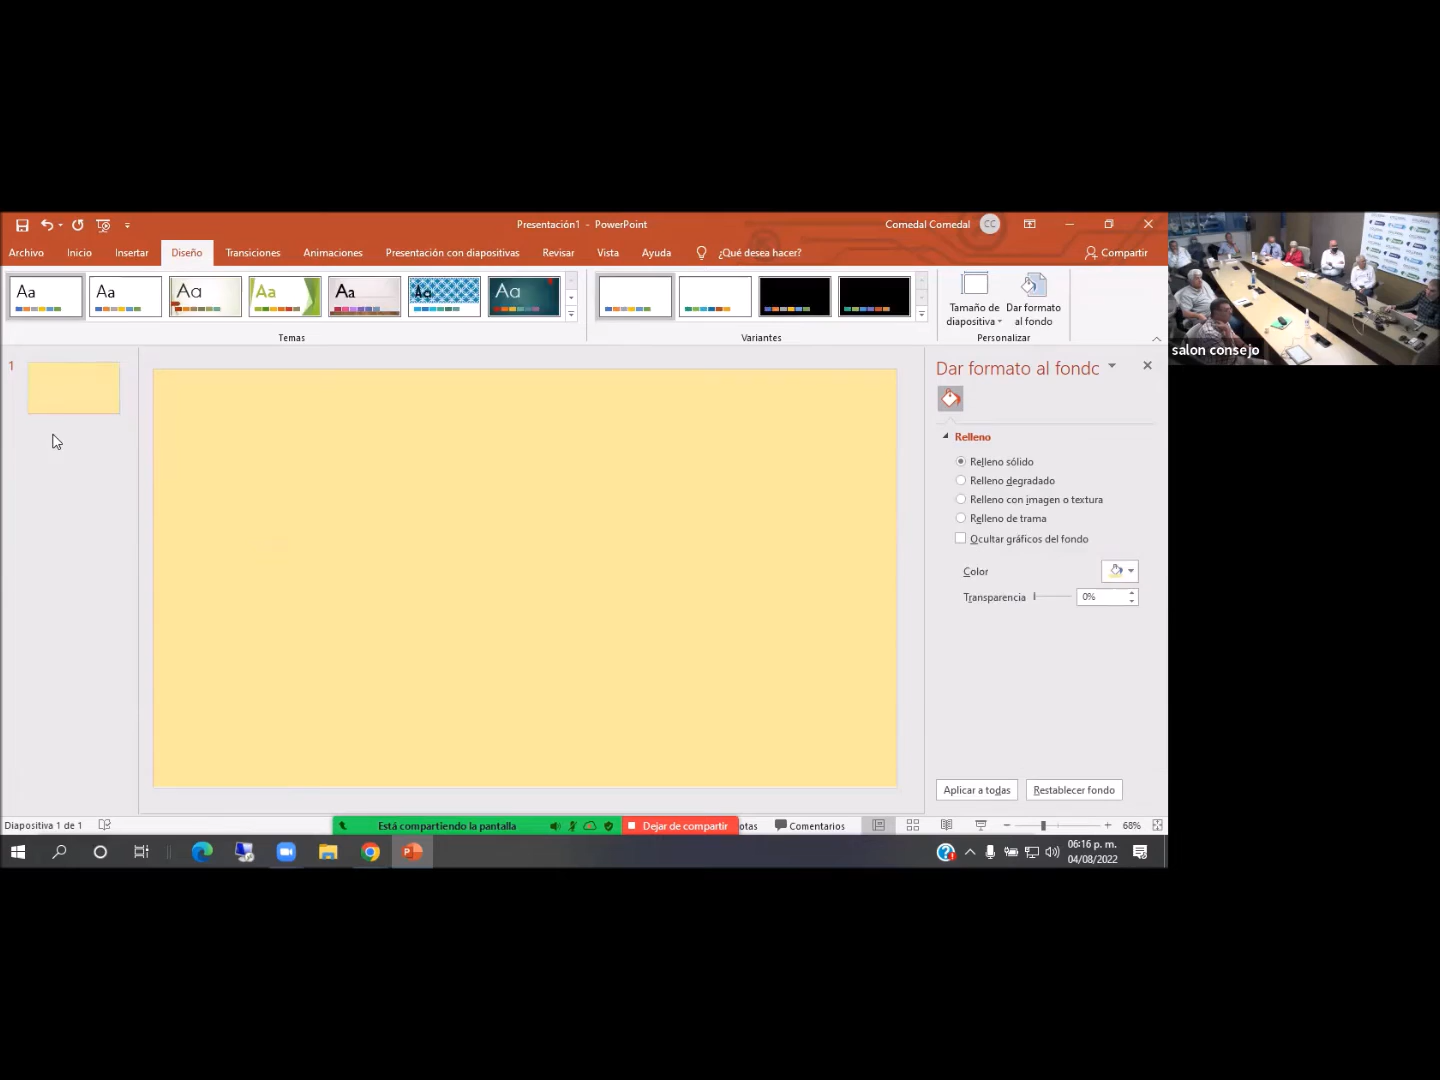 Presentación1 - PowerPoint
Comedal Comedal
CC
Archivo
Inicio
Insertar
Diseño
Transiciones
Animaciones
Presentación con diapositivas
Revisar
Vista
Ayuda
¿Qué desea hacer?
Compartir
Aa
Aa
Aa
Aa
Aa
Aa
Aa
Tamaño de
diapositiva
Dar formato
al fondo
Temas
Variantes
Personalizar
salon consejo
1
Dar formato al fondo
Relleno
Relleno sólido
Relleno degradado
Relleno con imagen o textura
Relleno de trama
Ocultar gráficos del fondo
Color
Transparencia
0%
Aplicar a todas
Restablecer fondo
Diapositiva 1 de 1
Está compartiendo la pantalla
Dejar de compartir
otas
Comentarios
68%
06:16 p. m.
04/08/2022